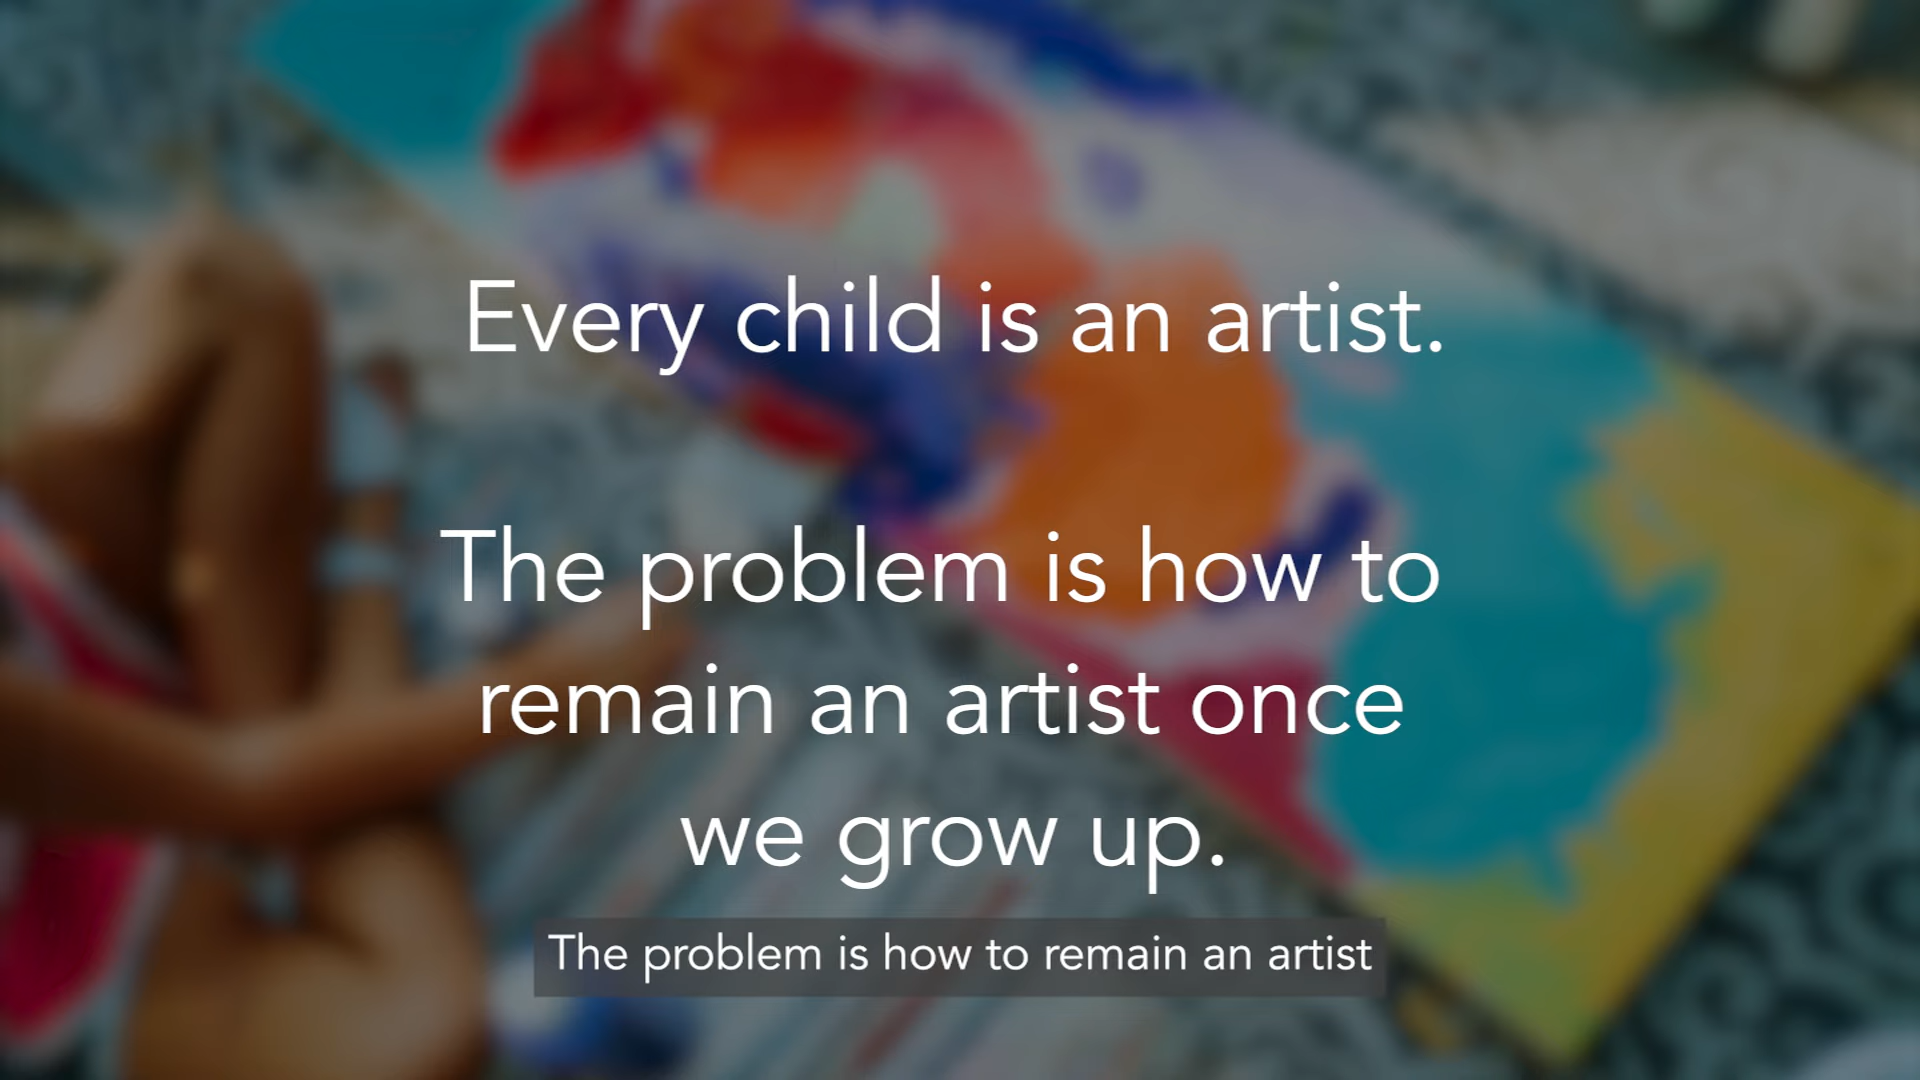 Every child is an artist.
The problem is how to
remain an artist once
we grow up.
The problem is how to remain an artist